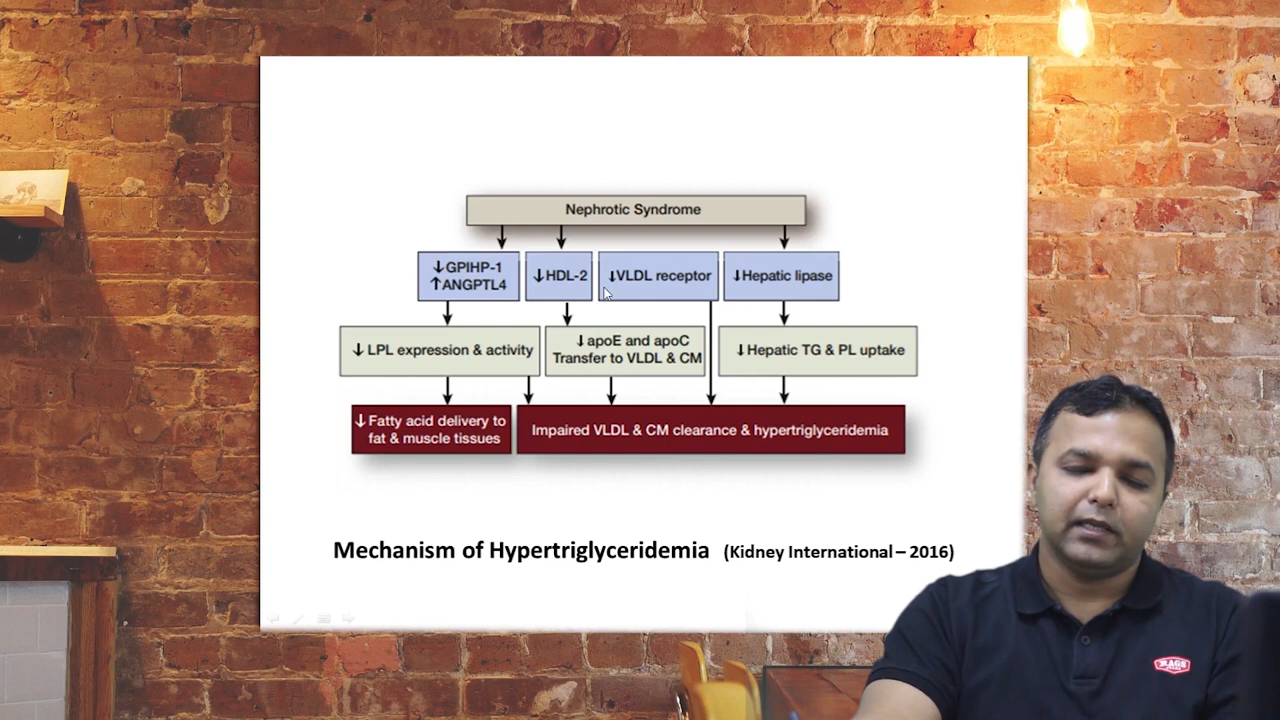 Nephrotic Syndrome
↓GPIHP-1
↑ANGPTL4
↓HDL-2
↓VLDL receptor
↓Hepatic lipase
↓ LPL expression & activity
↓apoE and apoC
Transfer to VLDL & CM
↓Hepatic TG & PL uptake
↓Fatty acid delivery to
fat & muscle tissues
Impaired VLDL & CM clearance & hypertriglyceridemia
Mechanism of Hypertriglyceridemia (Kidney International – 2016)
RAGS